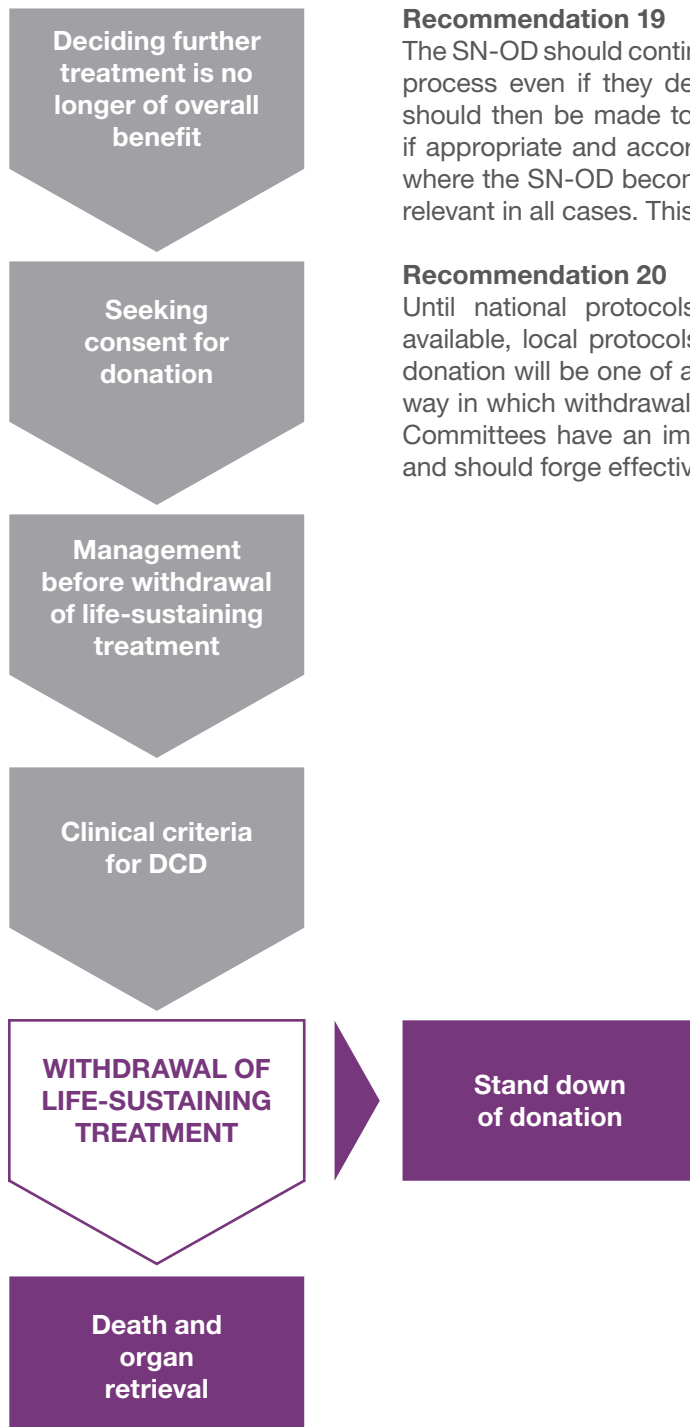 Deciding further
treatment is no
longer of overall
benefit
Seeking
consent for
donation
Management
before withdrawal
of life-sustaining
treatment
Clinical criteria
for DCD
WITHDRAWAL OF
LIFE-SUSTAINING
TREATMENT
Stand down
of donation
Death and
organ
retrieval
Recommendation 19
The SN-OD should contin
process even if they de
should then be made to
if appropriate and accor
where the SN-OD becon
relevant in all cases. This
Recommendation 20
Until national protocols
available, local protocols
donation will be one of a
way in which withdrawal
Committees have an im
and should forge effectiv